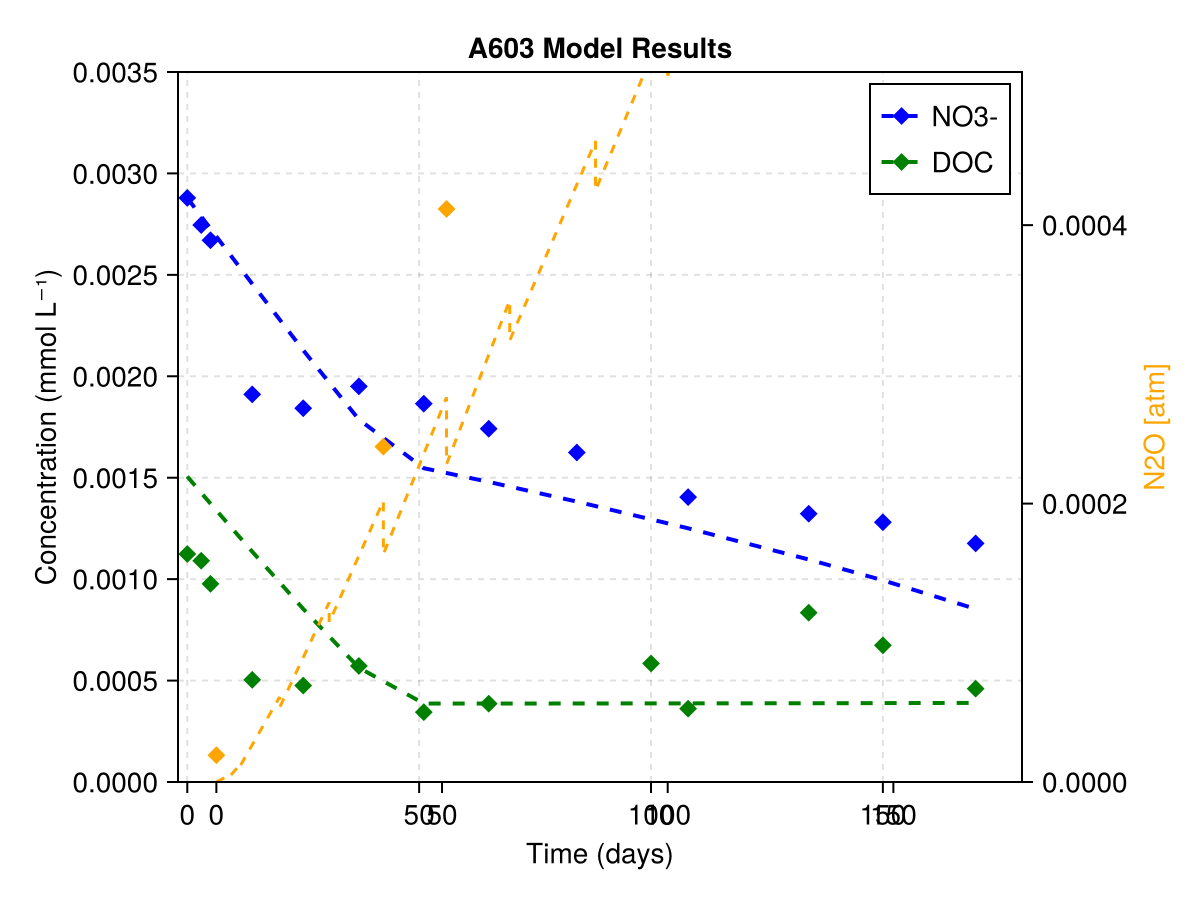 A603 Model Results
0.0035
0.0030
0.0025
0.0020
0.0015
0.0010
0.0005
0.0000
Concentration (mmol L⁻¹)
NO3-
DOC
0.0004
0.0002
0.0000
N2O [atm]
0 0 50 50 100 100 150 150
Time (days)